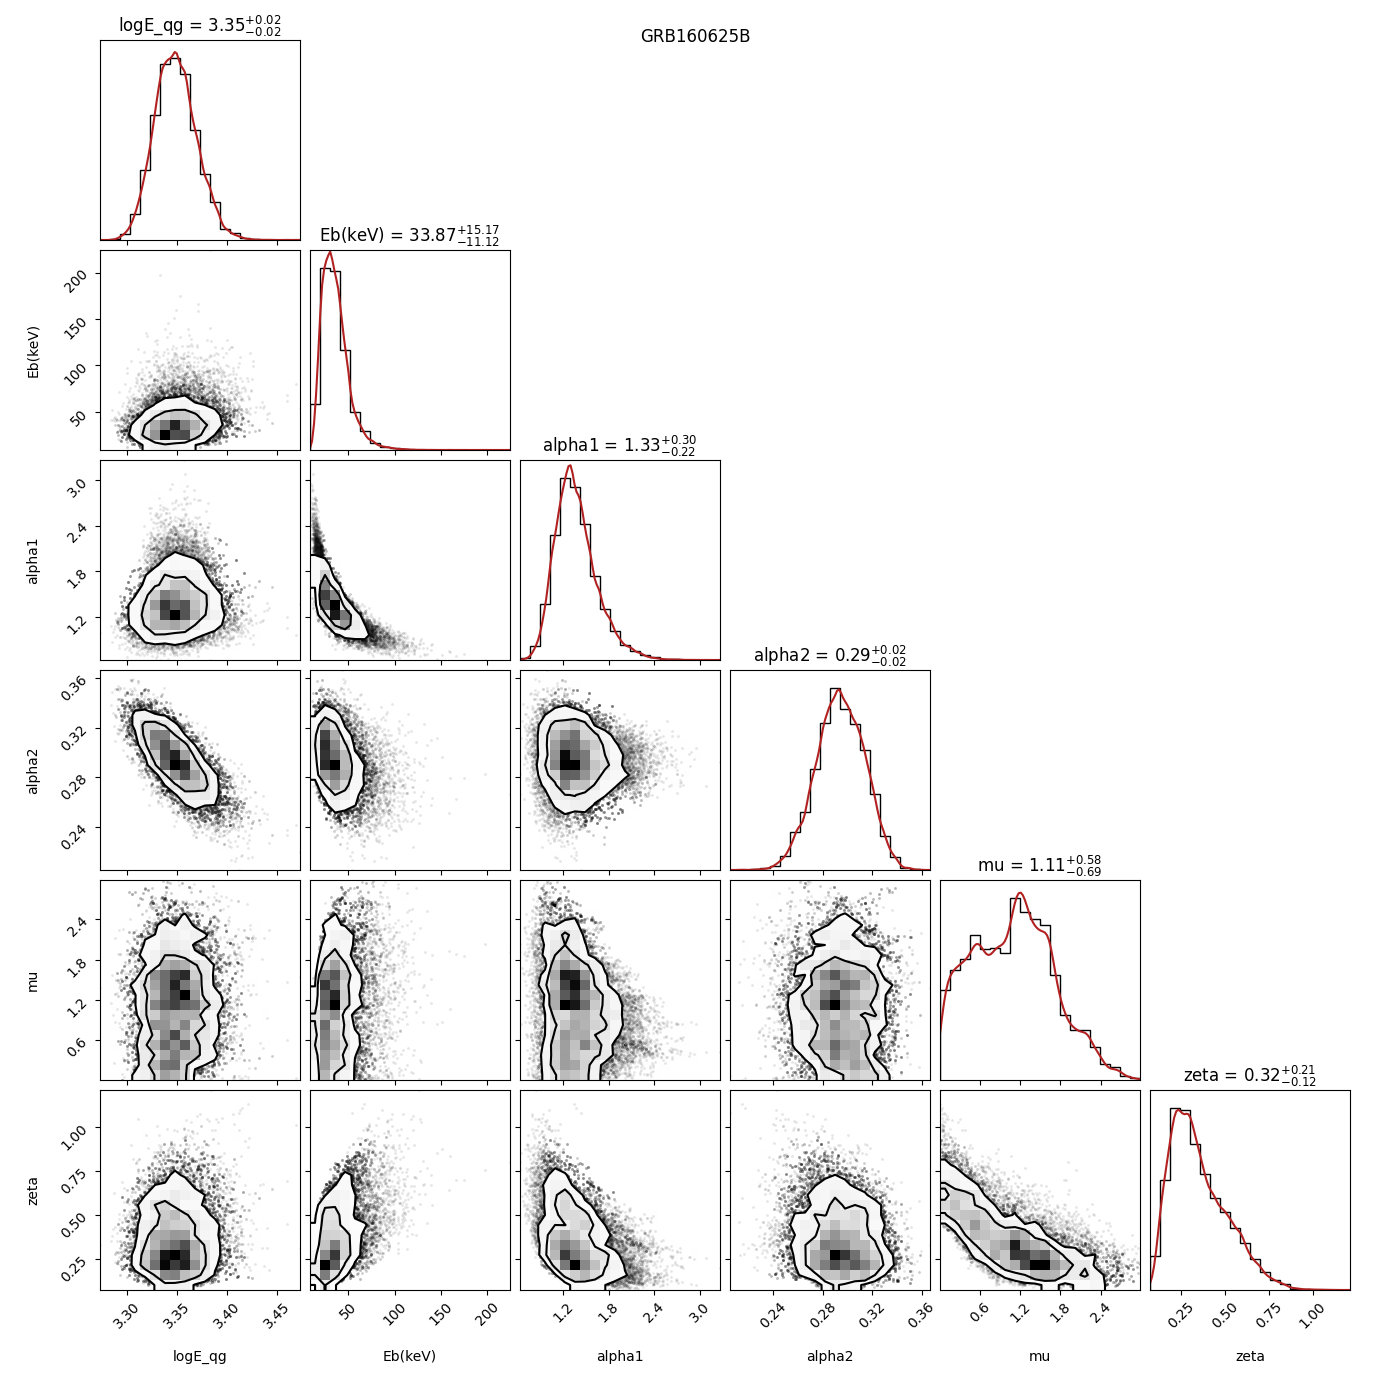 logE_qg = 3.35+0.02 −0.02
GRB160625B
Eb(keV) = 33.87+15.17 −11.12
200
150
100
50
Eb(keV)
alpha1 = 1.33+0.30 −0.22
3.0
2.4
1.8
1.2
alpha1
alpha2 = 0.29+0.02 −0.02
0.36
0.32
0.28
0.24
alpha2
mu = 1.11+0.58 −0.69
2.4
1.8
1.2
0.6
mu
zeta = 0.32+0.21 −0.12
1.00
0.75
0.50
0.25
zeta
3.30 3.35 3.40 3.45 50 100 150 200 1.2 1.8 2.4 3.0 0.24 0.28 0.32 0.36 0.6 1.2 1.8 2.4 0.25 0.50 0.75 1.00
logE_qg Eb(keV) alpha1 alpha2 mu zeta